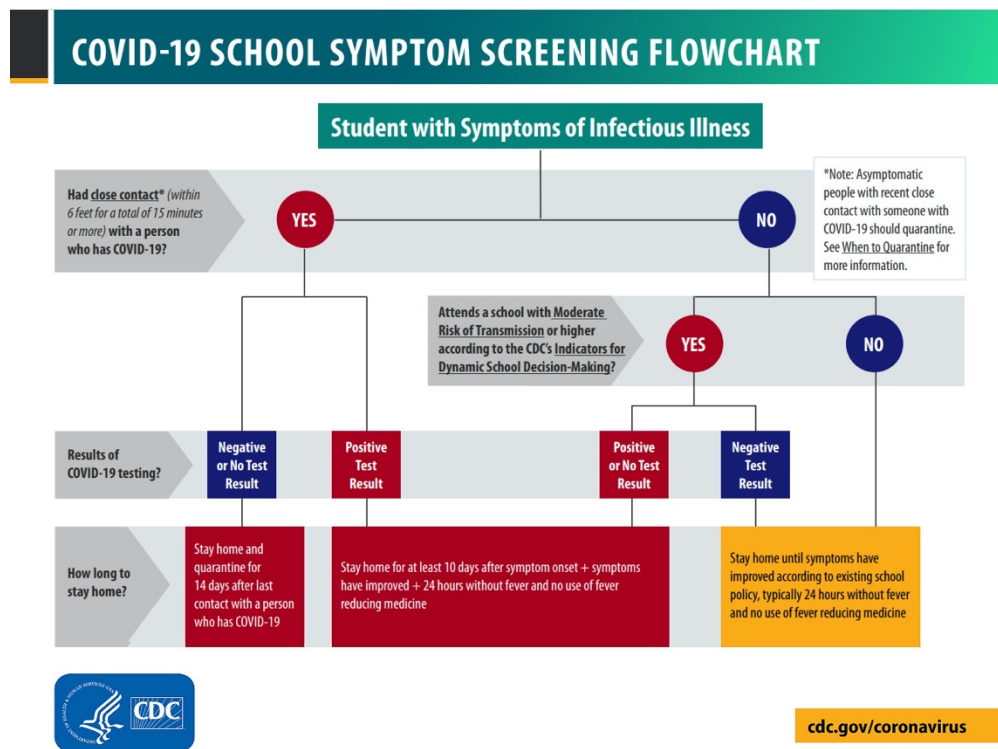 COVID-19 SCHOOL SYMPTOM SCREENING FLOWCHART
Student with Symptoms of Infectious Illness
Had close contact* (within
6 feet for a total of 15 minutes
or more) with a person
who has COVID-19?
YES
NO
*Note: Asymptomatic
people with recent close
contact with someone with
COVID-19 should quarantine.
See When to Quarantine for
more information.
Attends a school with Moderate
Risk of Transmission or higher
according to the CDC's Indicators for
Dynamic School Decision-Making?
YES
NO
Results of
COVID-19 testing?
Negative
or No Test
Result
Positive
Test
Result
Positive
or No Test
Result
Negative
Test
Result
How long to
stay home?
Stay home and
quarantine for
14 days after last
contact with a person
who has COVID-19
Stay home for at least 10 days after symptom onset + symptoms
have improved + 24 hours without fever and no use of fever
reducing medicine
Stay home until symptoms have
improved according to existing school
policy, typically 24 hours without fever
and no use of fever reducing medicine
CDC
cdc.gov/coronavirus